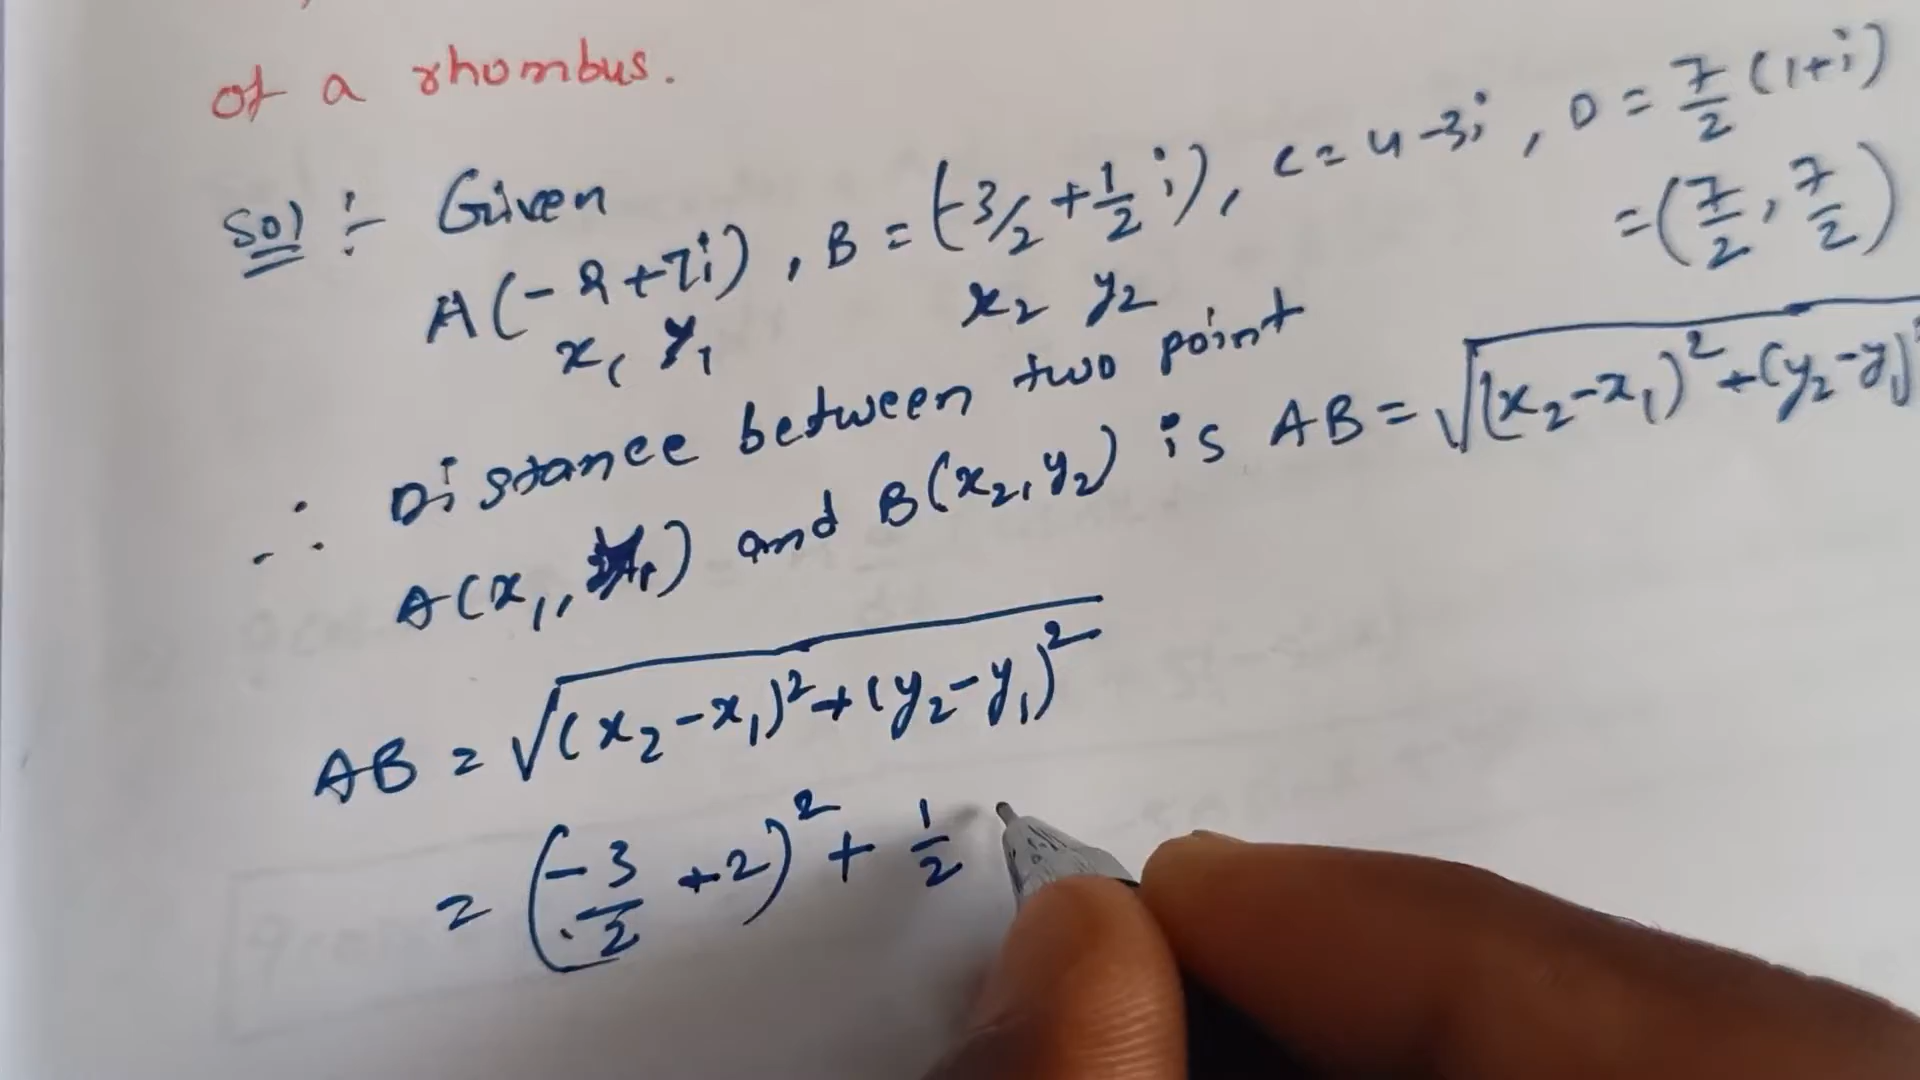 of a rhombus.
Sol :- Given
A(-2+7i), B = (-3/2 + 1/2 i), c = 4-3i, D = 7/2 (1+i)
x1 y1 x2 y2 = (7/2, 7/2)
∴ Distance between two point
A(x1, y1) and B(x2, y2) is AB = √(x2-x1)²+(y2-y1)²
AB = √(x2-x1)²+(y2-y1)²
= (-3/2 +2)² + 1/2